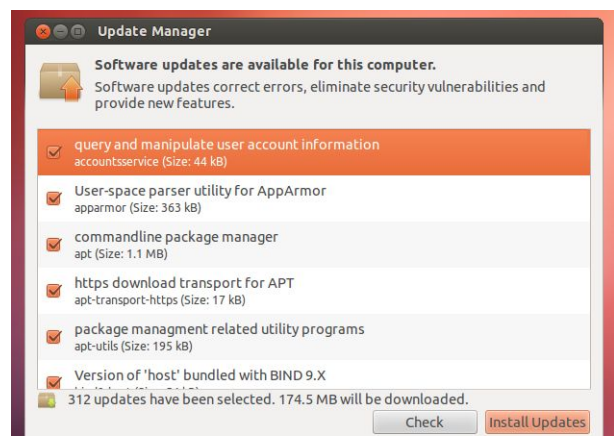 Update Manager
Software updates are available for this computer.
Software updates correct errors, eliminate security vulnerabilities and
provide new features.
query and manipulate user account information
accountsservice (Size: 44 kB)
User-space parser utility for AppArmor
apparmor (Size: 363 kB)
commandline package manager
apt (Size: 1.1 MB)
https download transport for APT
apt-transport-https (Size: 17 kB)
package managment related utility programs
apt-utils (Size: 195 kB)
Version of 'host' bundled with BIND 9.X
312 updates have been selected. 174.5 MB will be downloaded.
Check
Install Updates